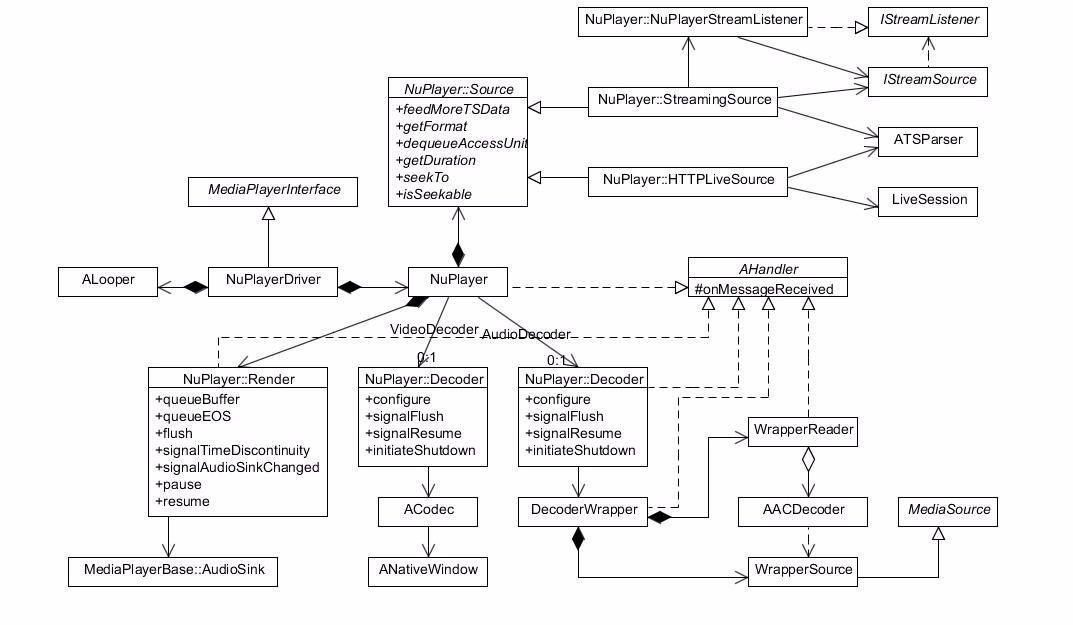 NuPlayer::NuPlayerStreamListener
IStreamListener
IStreamSource
NuPlayer::Source
+feedMoreTSData
+getFormat
+dequeueAccessUnit
+getDuration
+seekTo
+isSeekable
NuPlayer::StreamingSource
ATSParser
NuPlayer::HTTPLiveSource
LiveSession
MediaPlayerInterface
ALooper
NuPlayerDriver
NuPlayer
AHandler
#onMessageReceived
VideoDecoder
AudioDecoder
0:1
0:1
NuPlayer::Render
+queueBuffer
+queueEOS
+flush
+signalTimeDiscontinuity
+signalAudioSinkChanged
+pause
+resume
NuPlayer::Decoder
+configure
+signalFlush
+signalResume
+initiateShutdown
NuPlayer::Decoder
+configure
+signalFlush
+signalResume
+initiateShutdown
WrapperReader
ACodec
DecoderWrapper
AACDecoder
MediaSource
MediaPlayerBase::AudioSink
ANativeWindow
WrapperSource